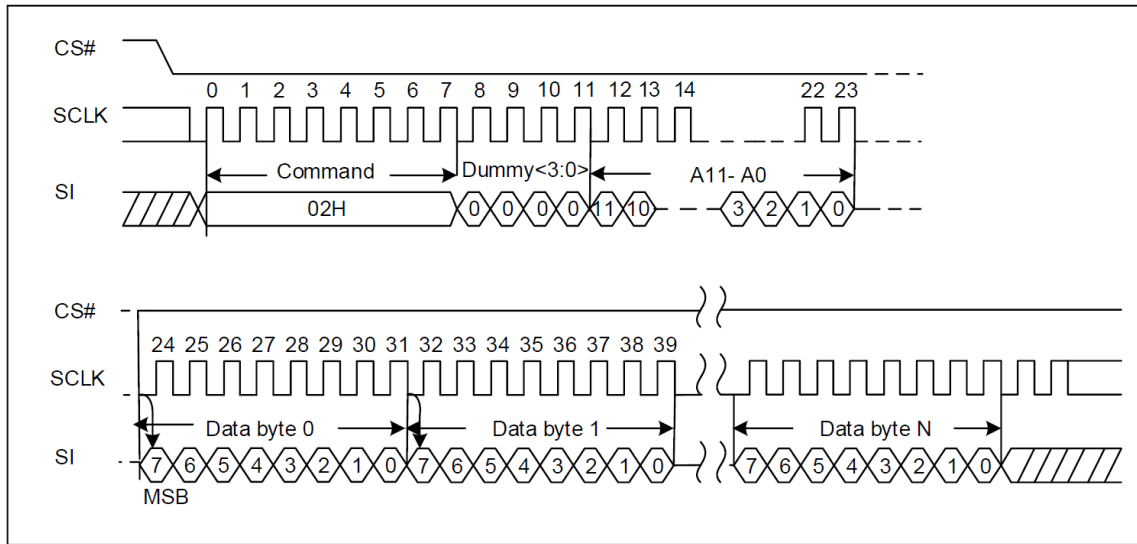 CS#
0 1 2 3 4 5 6 7 8 9 10 11 12 13 14 22 23
SCLK
Command Dummy<3:0> A11- A0
SI
02H 0 0 0 0 11 10 3 2 1 0
CS#
24 25 26 27 28 29 30 31 32 33 34 35 36 37 38 39
SCLK
Data byte 0 Data byte 1 Data byte N
SI
7 6 5 4 3 2 1 0 7 6 5 4 3 2 1 0 7 6 5 4 3 2 1 0
MSB